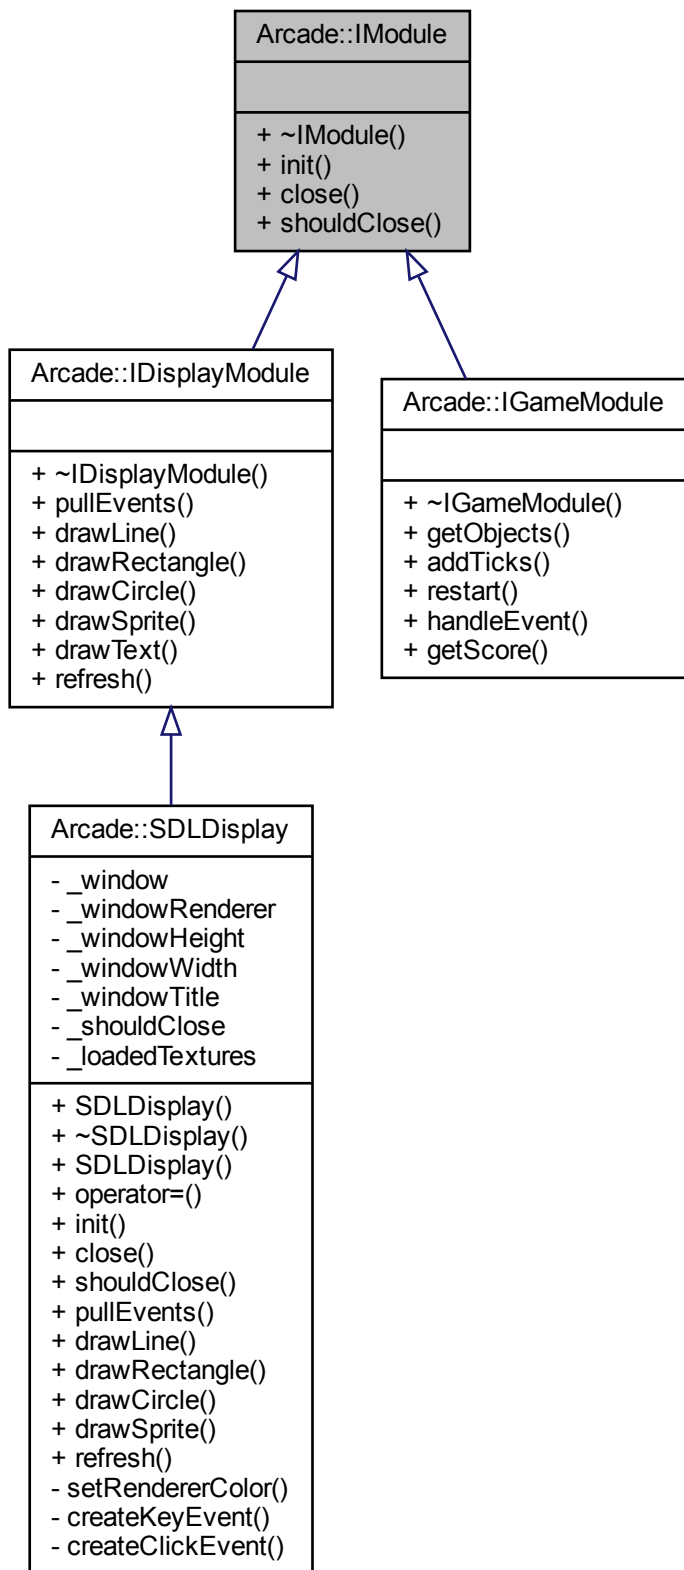 Arcade::IModule
+ ~IModule()
+ init()
+ close()
+ shouldClose()
Arcade::IDisplayModule
+ ~IDisplayModule()
+ pullEvents()
+ drawLine()
+ drawRectangle()
+ drawCircle()
+ drawSprite()
+ drawText()
+ refresh()
Arcade::IGameModule
+ ~IGameModule()
+ getObjects()
+ addTicks()
+ restart()
+ handleEvent()
+ getScore()
Arcade::SDLDisplay
- _window
- _windowRenderer
- _windowHeight
- _windowWidth
- _windowTitle
- _shouldClose
- _loadedTextures
+ SDLDisplay()
+ ~SDLDisplay()
+ SDLDisplay()
+ operator=()
+ init()
+ close()
+ shouldClose()
+ pullEvents()
+ drawLine()
+ drawRectangle()
+ drawCircle()
+ drawSprite()
+ refresh()
- setRendererColor()
- createKeyEvent()
- createClickEvent()